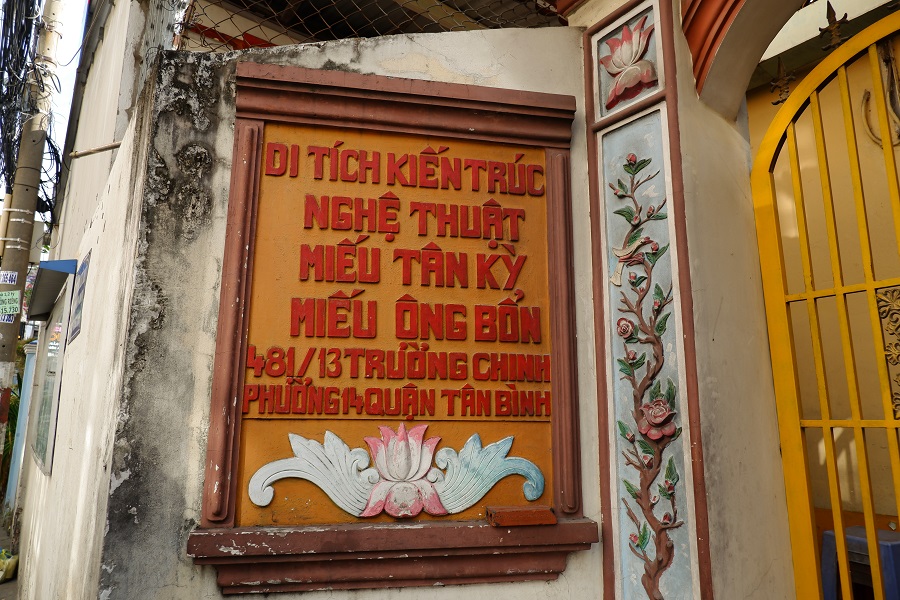 DI TÍCH KIẾN TRÚC
NGHỆ THUẬT
MIẾU TÂN KỲ
MIẾU ÔNG BỔN
481/13 TRƯỜNG CHINH
PHƯỜNG 14 QUẬN TÂN BÌNH